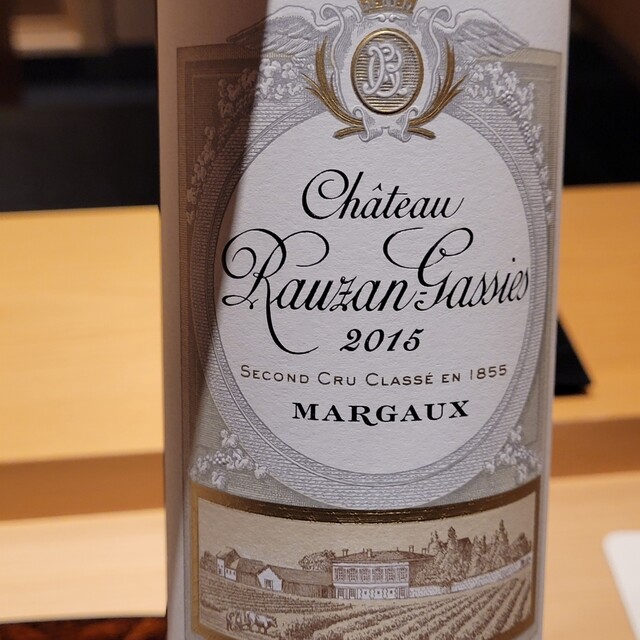 Château
Rauzan Gassies
2015
SECOND CRU CLASSÉ EN 1855
MARGAUX